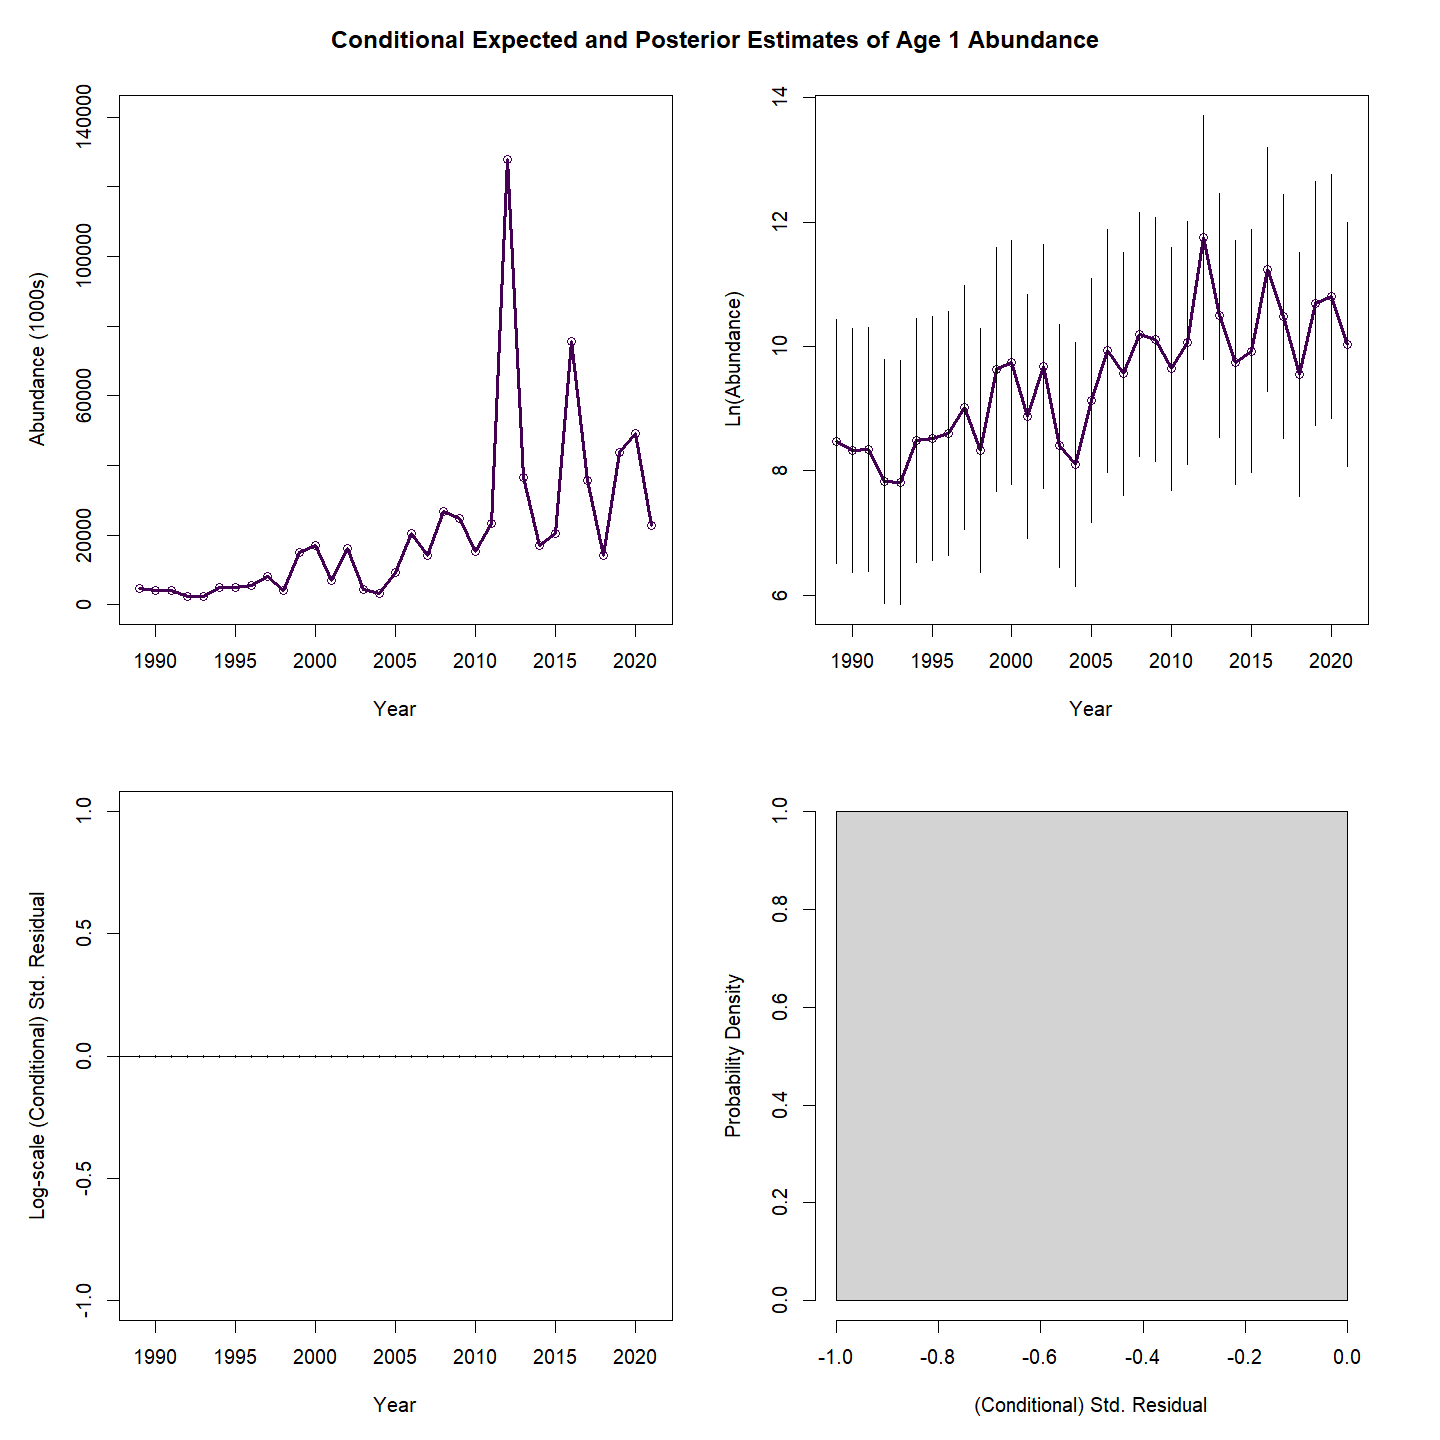 Conditional Expected and Posterior Estimates of Age 1 Abundance
Abundance (1000s)
140000
100000
60000
20000
0
1990 1995 2000 2005 2010 2015 2020
Year
Ln(Abundance)
14
12
10
8
6
1990 1995 2000 2005 2010 2015 2020
Year
Log-scale (Conditional) Std. Residual
1.0
0.5
0.0
-0.5
-1.0
1990 1995 2000 2005 2010 2015 2020
Year
Probability Density
1.0
0.8
0.6
0.4
0.2
0.0
-1.0 -0.8 -0.6 -0.4 -0.2 0.0
(Conditional) Std. Residual